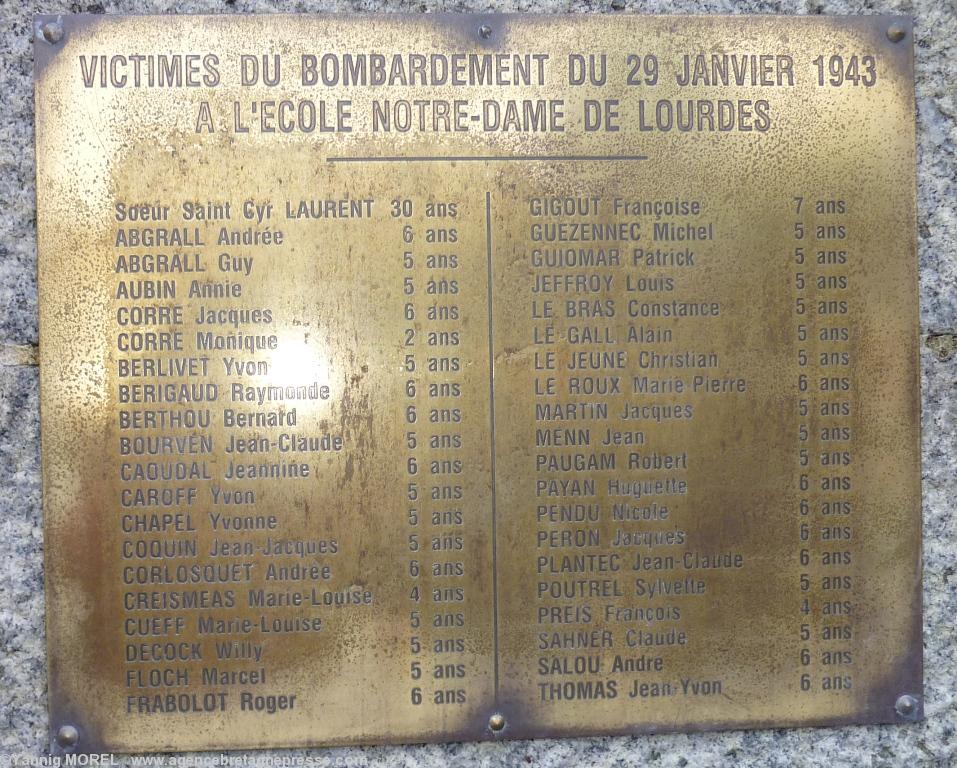 VICTIMES DU BOMBARDEMENT DU 29 JANVIER 1943
A L'ECOLE NOTRE-DAME DE LOURDES
Soeur Saint Cyr LAURENT 30 ans
ABGRALL Andrée 6 ans
ABGRALL Guy 5 ans
AUBIN Annie 5 ans
CORRE Jacques 6 ans
CORRE Monique 2 ans
BERLIVET Yvon 5 ans
BERIGAUD Raymonde 6 ans
BERTHOU Bernard 6 ans
BOURVEN Jean-Claude 5 ans
CAOUDAL Jeannine 6 ans
CAROFF Yvon 5 ans
CHAPEL Yvonne 5 ans
COQUIN Jean-Jacques 5 ans
CORLOSQUET Andrèe 6 ans
CREISMEAS Marie-Louise 4 ans
CUEFF Marie-Louise 5 ans
DECOCK Willy 5 ans
FLOCH Marcel 5 ans
FRABOLOT Roger 6 ans
GIGOUT Françoise 7 ans
GUEZENNEC Michel 5 ans
GUIOMAR Patrick 5 ans
JEFFROY Louis 5 ans
LE BRAS Constance 5 ans
LE GALL Alain 5 ans
LE JEUNE Christian 5 ans
LE ROUX Marie-Pierre 6 ans
MARTIN Jacques 5 ans
MENN Jean 5 ans
PAUGAM Robert 5 ans
PAYAN Huguette 6 ans
PENDU Nicole 6 ans
PERON Jacques 6 ans
PLANTEC Jean-Claude 6 ans
POUTREL Sylvette 5 ans
PREIS François 4 ans
SAHNER Claude 5 ans
SALOU Andre 6 ans
THOMAS Jean-Yvon 6 ans
©Yannig MOREL www.agencebretagnepresse.com